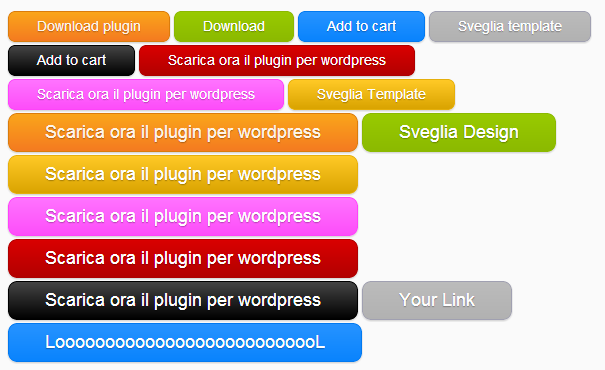 Download plugin Download Add to cart Sveglia template
Add to cart Scarica ora il plugin per wordpress
Scarica ora il plugin per wordpress Sveglia Template
Scarica ora il plugin per wordpress Sveglia Design
Scarica ora il plugin per wordpress
Scarica ora il plugin per wordpress
Scarica ora il plugin per wordpress
Scarica ora il plugin per wordpress Your Link
LooooooooooooooooooooooooooL